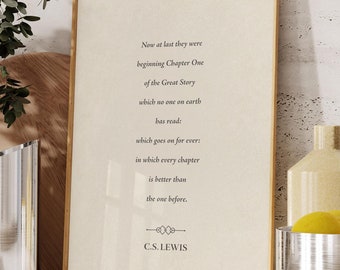 Now at last they were
beginning Chapter One
of the Great Story
which no one on earth
has read:
which goes on for ever:
in which every chapter
is better than
the one before.
C.S. LEWIS